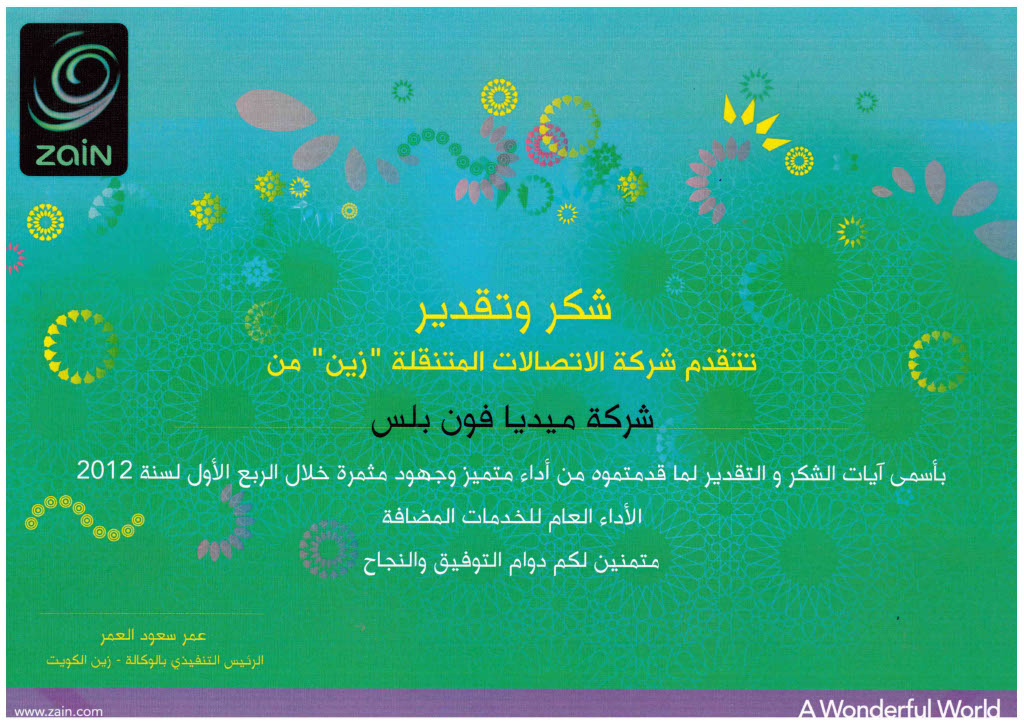 zain
شكر وتقدير
تتقدم شركة الاتصالات المتنقلة "زين" من
شركة ميديا فون بلس
بأسمى آيات الشكر و التقدير لما قدمتموه من أداء متميز وجهود مثمرة خلال الربع الأول لسنة 2012
الأداء العام للخدمات المضافة
متمنين لكم دوام التوفيق والنجاح
عمر سعود العمر
الرئيس التنفيذي بالوكالة - زين الكويت
www.zain.com
A Wonderful World